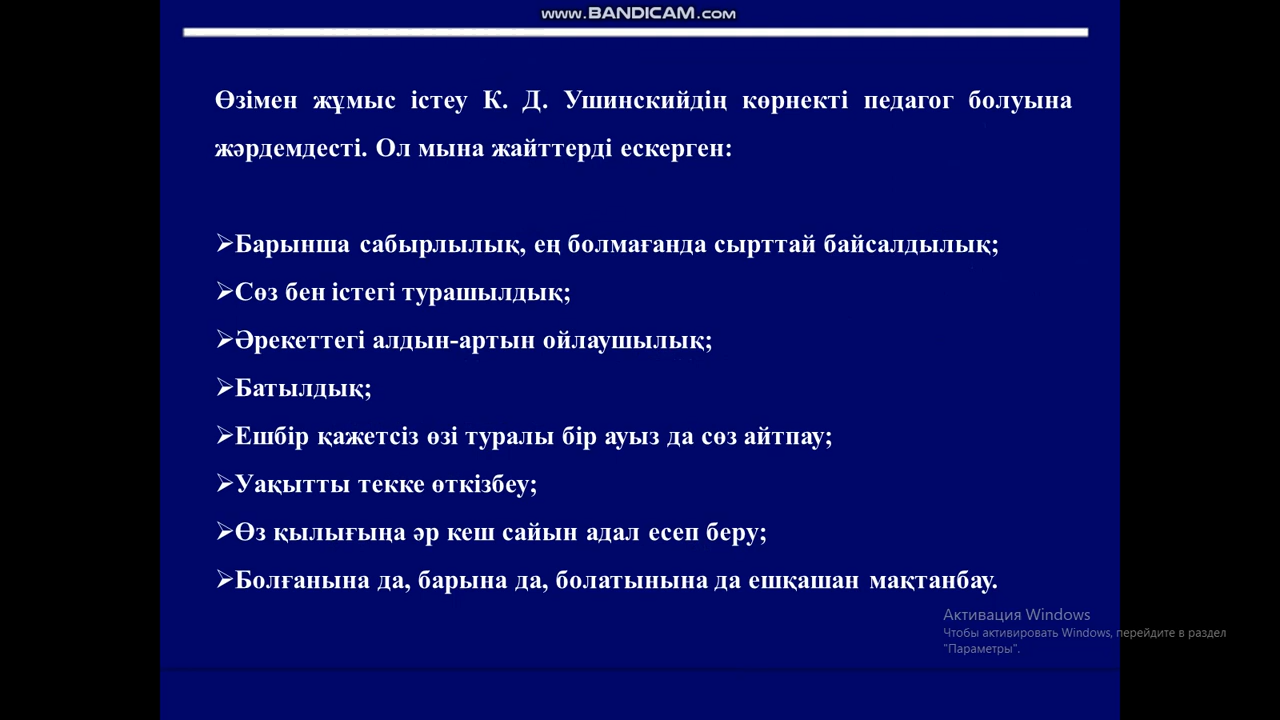 www.BANDICAM.com
Өзімен жұмыс істеу К. Д. Ушинскийдің көрнекті педагог болуына
жәрдемдесті. Ол мына жайттерді ескерген:
➢Барынша сабырлылық, ең болмағанда сырттай байсалдылық;
➢Сөз бен істегі турашылдық;
➢Әрекеттегі алдын-артын ойлаушылық;
➢Батылдық;
➢Ешбір қажетсіз өзі туралы бір ауыз да сөз айтпау;
➢Уақытты текке өткізбеу;
➢Өз қылығыңа әр кеш сайын адал есеп беру;
➢Болғанына да, барына да, болатынына да ешқашан мақтанбау.
Активация Windows
Чтобы активировать Windows, перейдите в раздел
"Параметры".